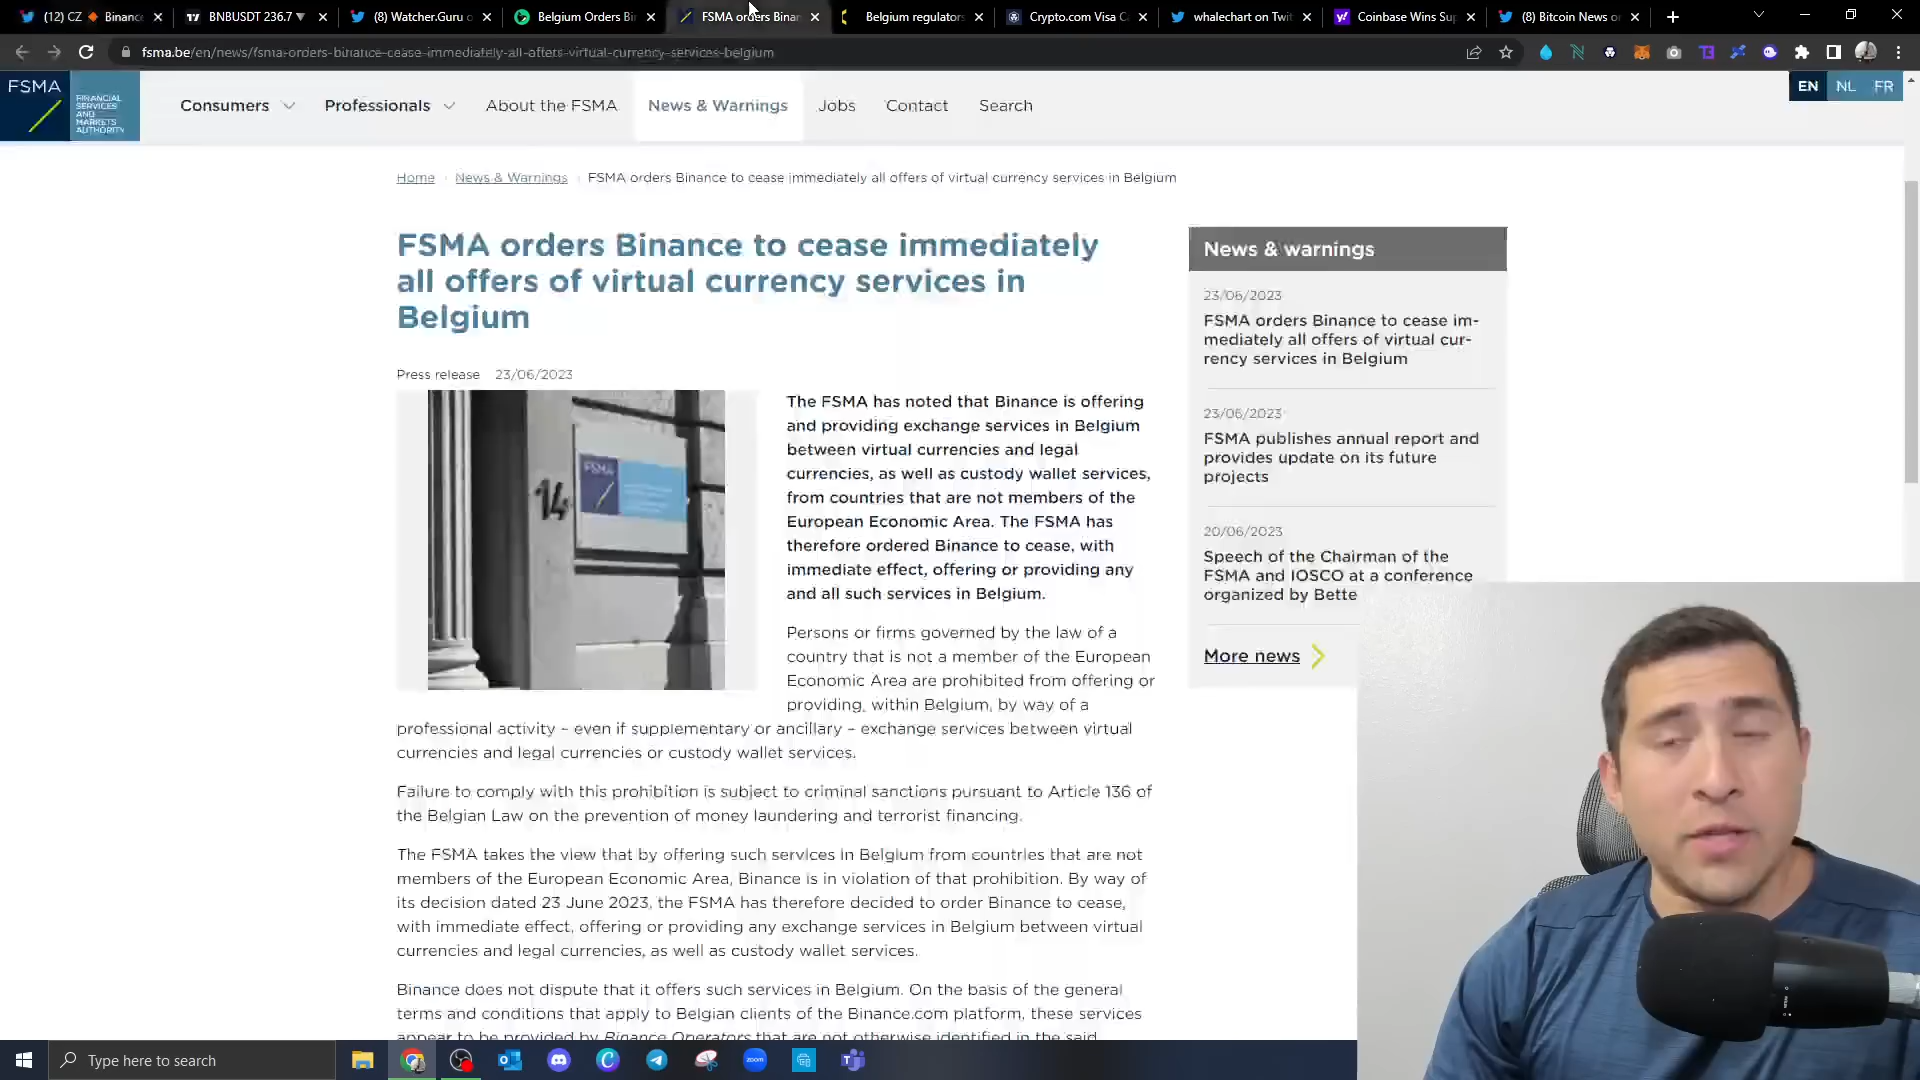 (12) CZ 🔶 Binanc
BNBUSDT 236.7 ▼
(8) Watcher.Guru o
Belgium Orders Bi
FSMA orders Binan
Belgium regulators
Crypto.com Visa C
whalechart on Twit
Coinbase Wins Sup
(8) Bitcoin News o
fsma.be/en/news/fsma-orders-binance-cease-immediately-all-offers-virtual-currency-services-belgium
FSMA
FINANCIAL
SERVICES
AND
MARKETS
AUTHORITY
Consumers
Professionals
About the FSMA
News & Warnings
Jobs
Contact
Search
EN
NL
FR
Home
News & Warnings
FSMA orders Binance to cease immediately all offers of virtual currency services in Belgium
FSMA orders Binance to cease immediately
all offers of virtual currency services in
Belgium
Press release 23/06/2023
14
FSMA
The FSMA has noted that Binance is offering
and providing exchange services in Belgium
between virtual currencies and legal
currencies, as well as custody wallet services,
from countries that are not members of the
European Economic Area. The FSMA has
therefore ordered Binance to cease, with
immediate effect, offering or providing any
and all such services in Belgium.
Persons or firms governed by the law of a
country that is not a member of the European
Economic Area are prohibited from offering or
providing, within Belgium, by way of a
professional activity – even if supplementary or ancillary – exchange services between virtual
currencies and legal currencies or custody wallet services.
Failure to comply with this prohibition is subject to criminal sanctions pursuant to Article 136 of
the Belgian Law on the prevention of money laundering and terrorist financing.
The FSMA takes the view that by offering such services in Belgium from countries that are not
members of the European Economic Area, Binance is in violation of that prohibition. By way of
its decision dated 23 June 2023, the FSMA has therefore decided to order Binance to cease,
with immediate effect, offering or providing any exchange services in Belgium between virtual
currencies and legal currencies, as well as custody wallet services.
Binance does not dispute that it offers such services in Belgium. On the basis of the general
terms and conditions that apply to Belgian clients of the Binance.com platform, these services
appear to be provided by Binance Operators that are not otherwise identified in the said
News & warnings
23/06/2023
FSMA orders Binance to cease im-
mediately all offers of virtual cur-
rency services in Belgium
23/06/2023
FSMA publishes annual report and
provides update on its future
projects
20/06/2023
Speech of the Chairman of the
FSMA and IOSCO at a conference
organized by Bette
More news
Type here to search
zoom